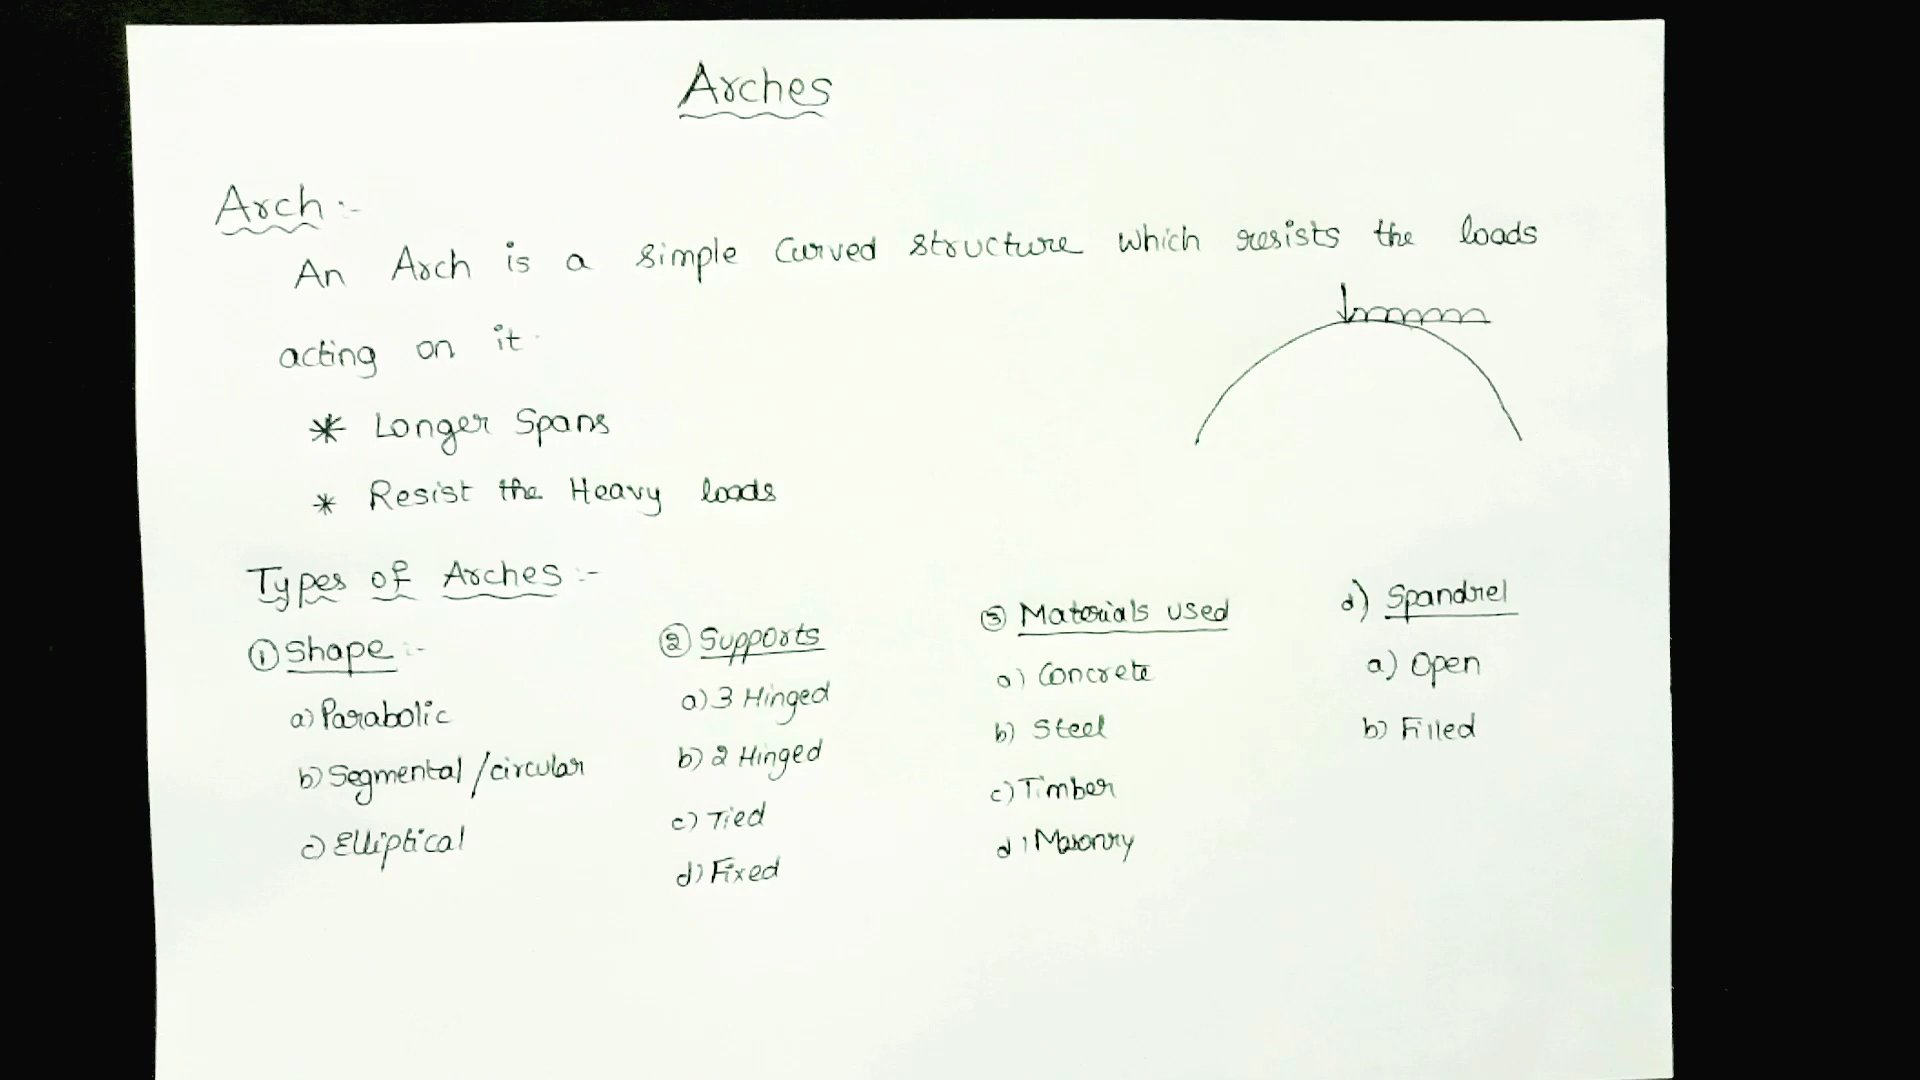 Arches
Arch :-
An Arch is a simple Curved structure which resists the loads
acting on it.
* Longer Spans
* Resist the Heavy loads
Types of Arches :-
① Shape :-
a) Parabolic
b) Segmental / circular
c) Elliptical
② Supports
a) 3 Hinged
b) 2 Hinged
c) Tied
d) Fixed
③ Materials used
a) Concrete
b) Steel
c) Timber
d) Masonry
d) Spandrel
a) Open
b) Filled